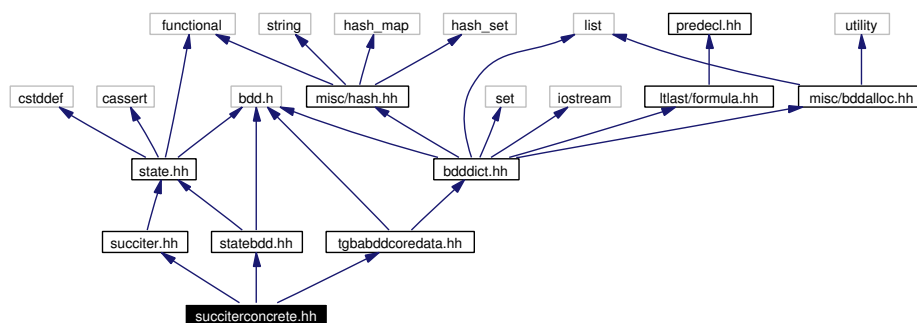 functional
string
hash_map
hash_set
list
predecl.hh
utility
cstddef
cassert
bdd.h
misc/hash.hh
set
iostream
ltlast/formula.hh
misc/bddalloc.hh
state.hh
bdddict.hh
succiter.hh
statebdd.hh
tgbabddcoredata.hh
succiterconcrete.hh